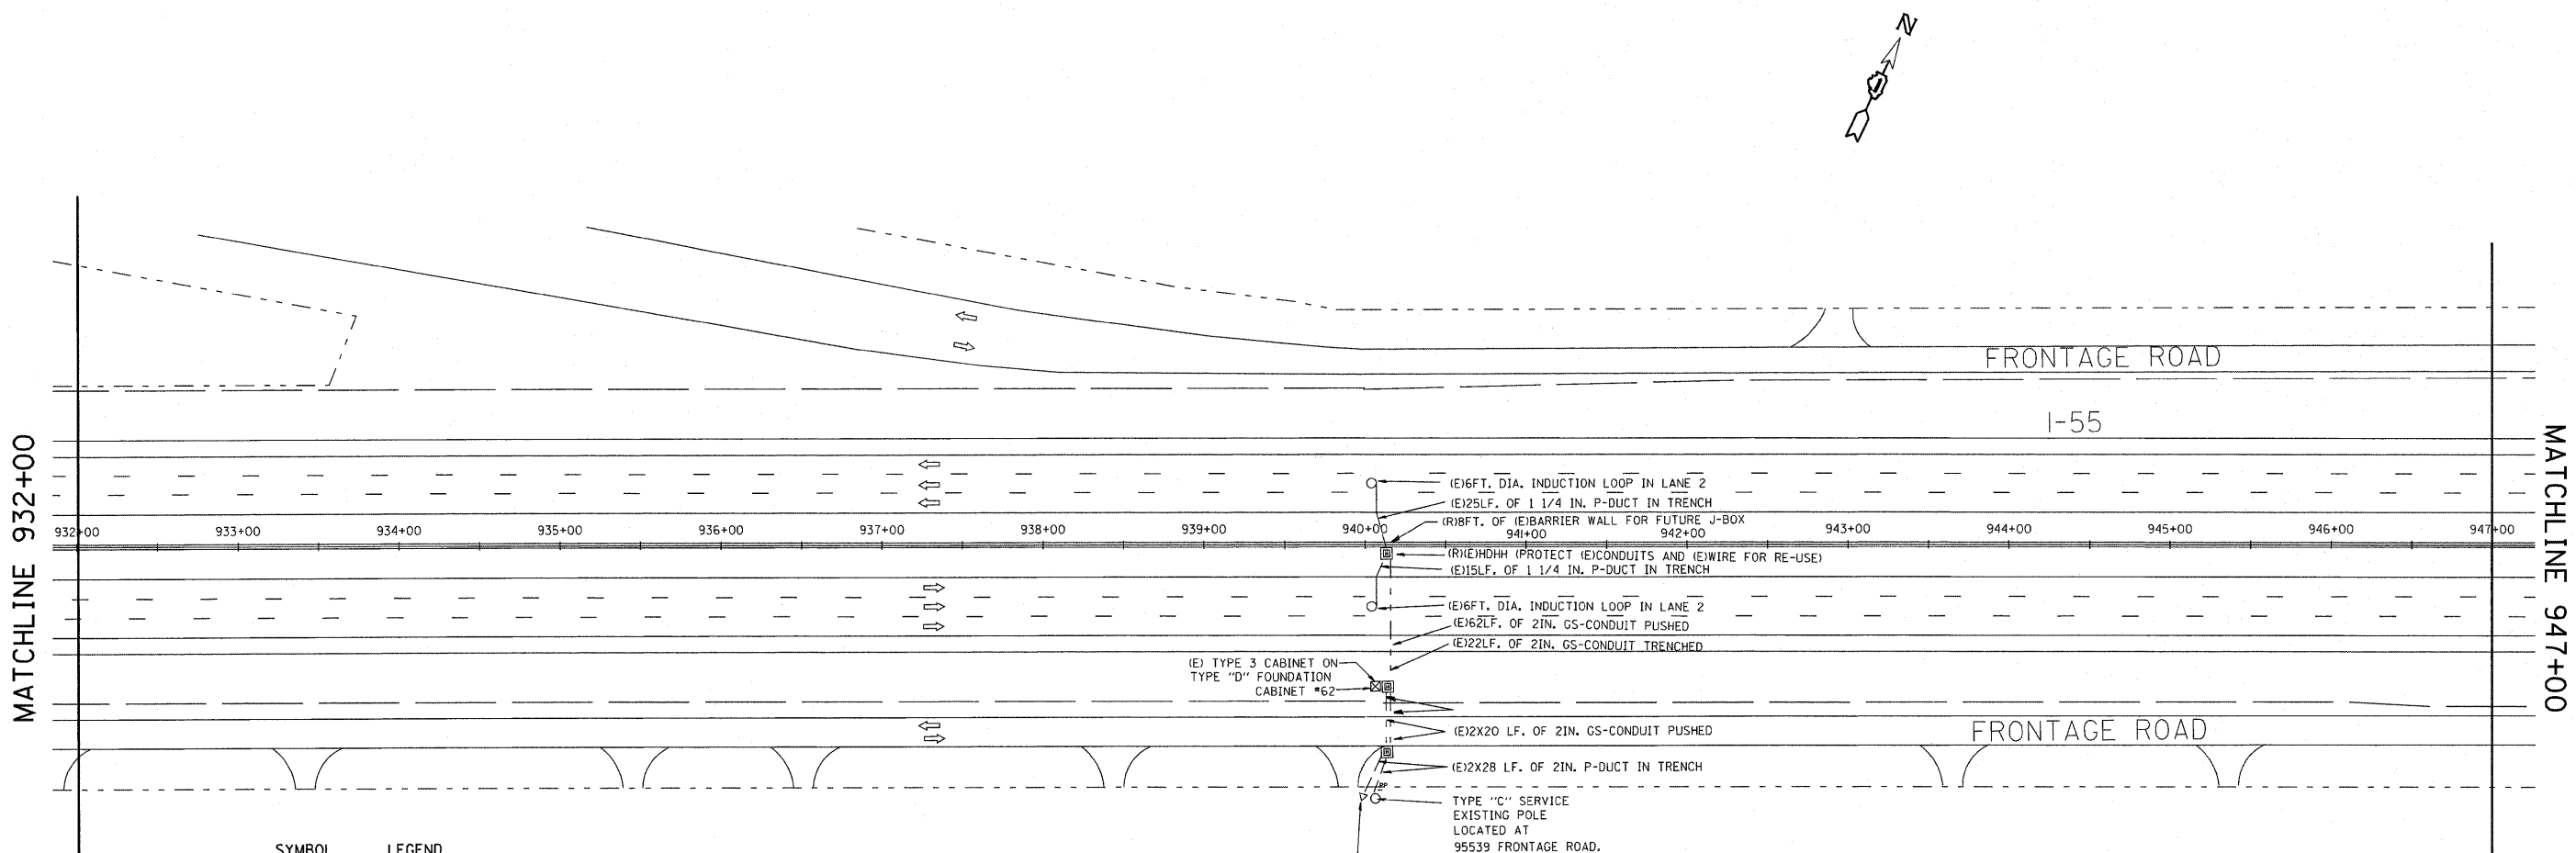 N
FRONTAGE ROAD
I-55
MATCHLINE 932+00
MATCHLINE 947+00
(E)6FT. DIA. INDUCTION LOOP IN LANE 2
(E)25LF. OF 1 1/4 IN. P-DUCT IN TRENCH
(R)8FT. OF (E)BARRIER WALL FOR FUTURE J-BOX
932+00 933+00 934+00 935+00 936+00 937+00 938+00 939+00 940+00 941+00 942+00 943+00 944+00 945+00 946+00 947+00
(R)(E)HDHH (PROTECT (E)CONDUITS AND (E)WIRE FOR RE-USE)
(E)15LF. OF 1 1/4 IN. P-DUCT IN TRENCH
(E)6FT. DIA. INDUCTION LOOP IN LANE 2
(E)62LF. OF 2IN. GS-CONDUIT PUSHED
(E)22LF. OF 2IN. GS-CONDUIT TRENCHED
(E) TYPE 3 CABINET ON
TYPE "D" FOUNDATION
CABINET #62
(E)2X20 LF. OF 2IN. GS-CONDUIT PUSHED
FRONTAGE ROAD
(E)2X28 LF. OF 2IN. P-DUCT IN TRENCH
TYPE "C" SERVICE
EXISTING POLE
LOCATED AT
95539 FRONTAGE ROAD.
SYMBOL LEGEND